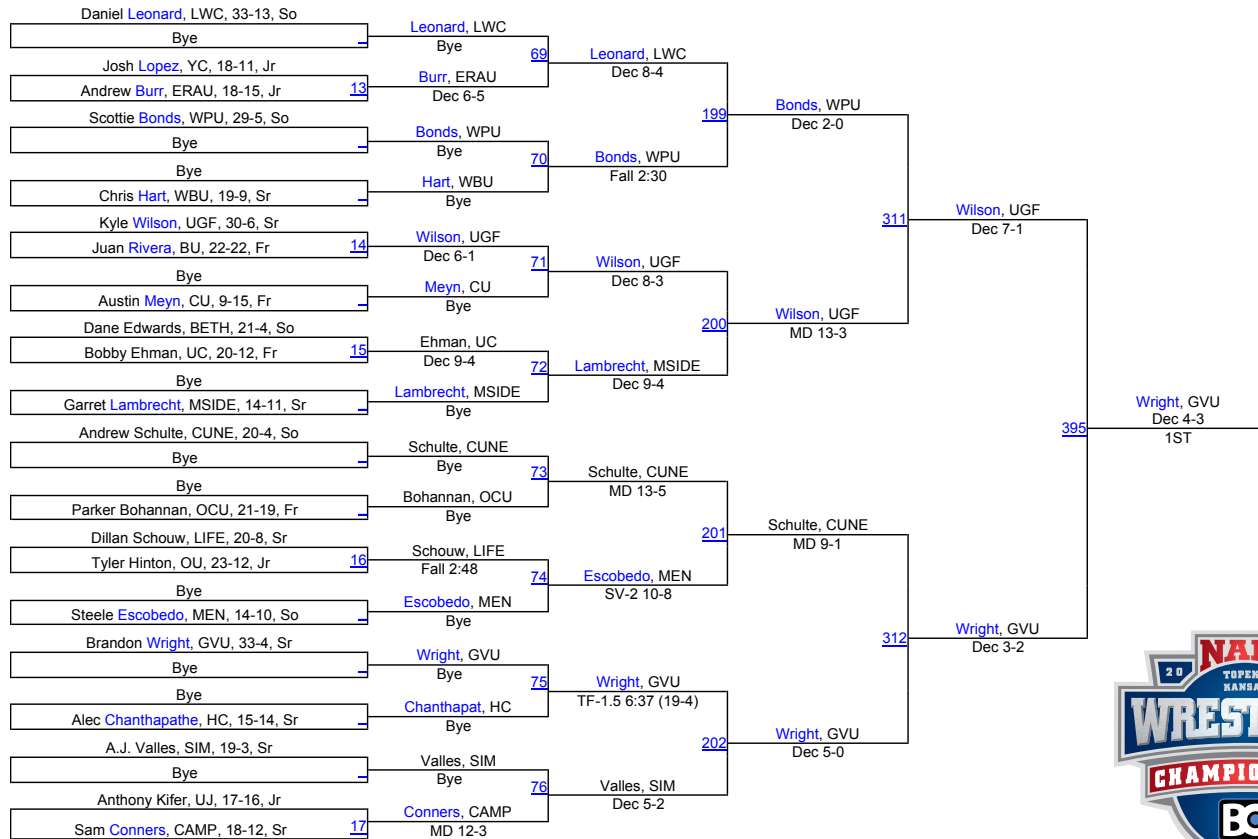 Daniel Leonard, LWC, 33-13, So
Bye
Josh Lopez, YC, 18-11, Jr
Andrew Burr, ERAU, 18-15, Jr
13
Scottie Bonds, WPU, 29-5, So
Bye
Bye
Chris Hart, WBU, 19-9, Sr
Kyle Wilson, UGF, 30-6, Sr
Juan Rivera, BU, 22-22, Fr
14
Bye
Austin Meyn, CU, 9-15, Fr
Dane Edwards, BETH, 21-4, So
Bobby Ehman, UC, 20-12, Fr
15
Bye
Garret Lambrecht, MSIDE, 14-11, Sr
Andrew Schulte, CUNE, 20-4, So
Bye
Bye
Parker Bohannan, OCU, 21-19, Fr
Dillan Schouw, LIFE, 20-8, Sr
Tyler Hinton, OU, 23-12, Jr
16
Bye
Steele Escobedo, MEN, 14-10, So
Brandon Wright, GVU, 33-4, Sr
Bye
Bye
Alec Chanthapathe, HC, 15-14, Sr
A.J. Valles, SIM, 19-3, Sr
Bye
Anthony Kifer, UJ, 17-16, Jr
Sam Conners, CAMP, 18-12, Sr
17
Leonard, LWC
Bye
69
Burr, ERAU
Dec 6-5
Bonds, WPU
Bye
70
Hart, WBU
Bye
Wilson, UGF
Dec 6-1
71
Meyn, CU
Bye
Ehman, UC
Dec 9-4
72
Lambrecht, MSIDE
Bye
Schulte, CUNE
Bye
73
Bohannan, OCU
Bye
Schouw, LIFE
Fall 2:48
74
Escobedo, MEN
Bye
Wright, GVU
Bye
75
Chanthapat, HC
Bye
Valles, SIM
Bye
76
Conners, CAMP
MD 12-3
Leonard, LWC
Dec 8-4
199
Bonds, WPU
Fall 2:30
Wilson, UGF
Dec 8-3
200
Lambrecht, MSIDE
Dec 9-4
Schulte, CUNE
MD 13-5
201
Escobedo, MEN
SV-2 10-8
Wright, GVU
TF-1.5 6:37 (19-4)
202
Valles, SIM
Dec 5-2
Bonds, WPU
Dec 2-0
311
Wilson, UGF
MD 13-3
Schulte, CUNE
MD 9-1
312
Wright, GVU
Dec 5-0
Wilson, UGF
Dec 7-1
395
Wright, GVU
Dec 3-2
Wright, GVU
Dec 4-3
1ST
20